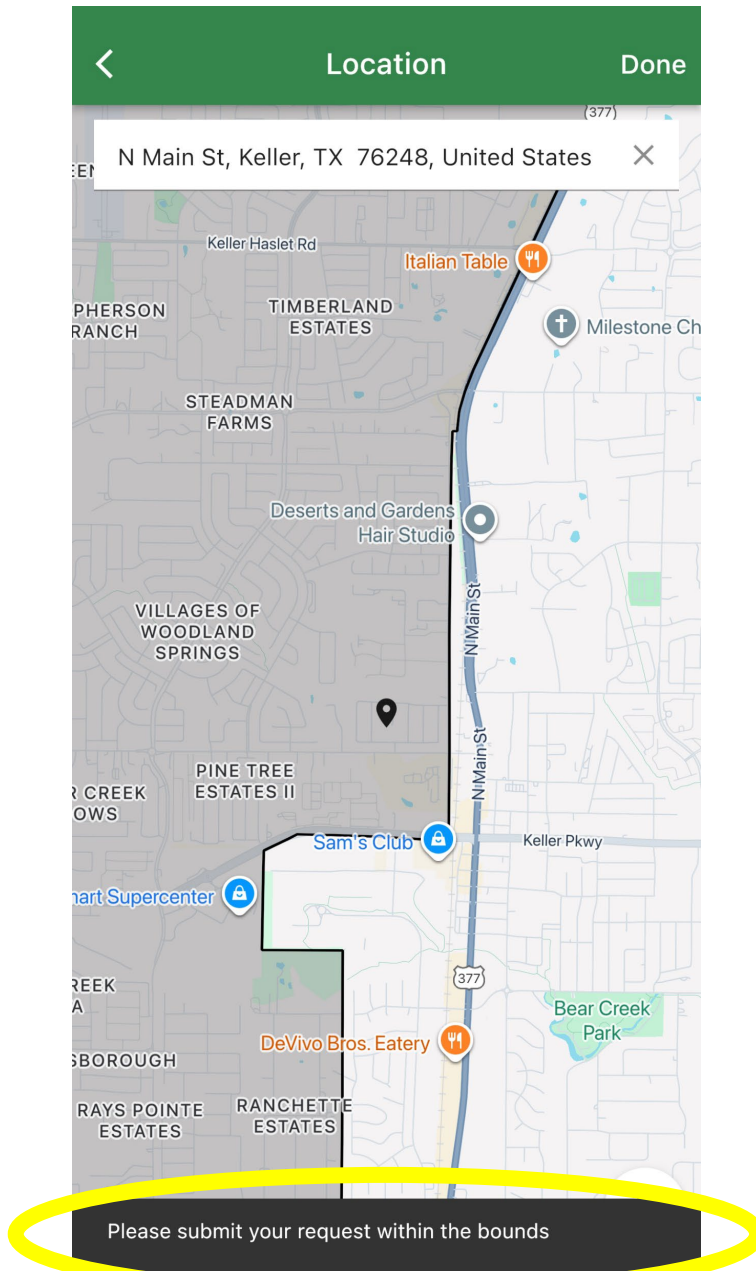 Location
Done
(377)
N Main St, Keller, TX  76248, United States
Keller Haslet Rd
Italian Table
PHERSON
RANCH
TIMBERLAND
ESTATES
Milestone Ch
STEADMAN
FARMS
Deserts and Gardens
Hair Studio
N Main St
VILLAGES OF
WOODLAND
SPRINGS
N Main St
PINE TREE
ESTATES II
R CREEK
OWS
Sam's Club
Keller Pkwy
mart Supercenter
377
REEK
A
Bear Creek
Park
DeVivo Bros. Eatery
SBOROUGH
RAYS POINTE
ESTATES
RANCHETTE
ESTATES
Please submit your request within the bounds